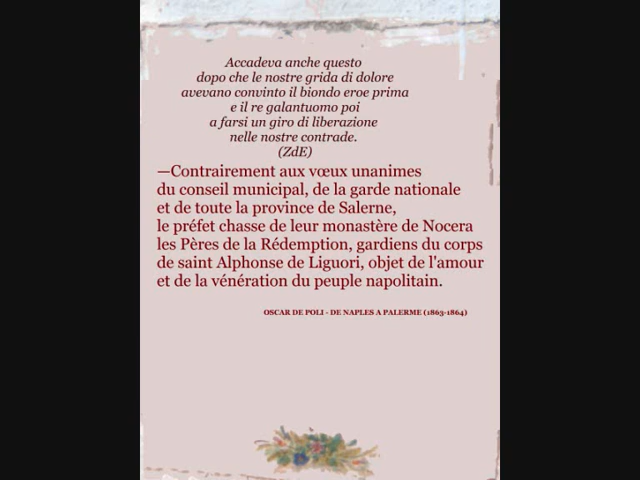 Accadeva anche questo
dopo che le nostre grida di dolore
avevano convinto il biondo eroe prima
e il re galantuomo poi
a farsi un giro di liberazione
nelle nostre contrade.
(ZdE)
—Contrairement aux vœux unanimes
du conseil municipal, de la garde nationale
et de toute la province de Salerne,
le préfet chasse de leur monastère de Nocera
les Pères de la Rédemption, gardiens du corps
de saint Alphonse de Liguori, objet de l'amour
et de la vénération du peuple napolitain.
OSCAR DE POLI - DE NAPLES A PALERME (1863-1864)